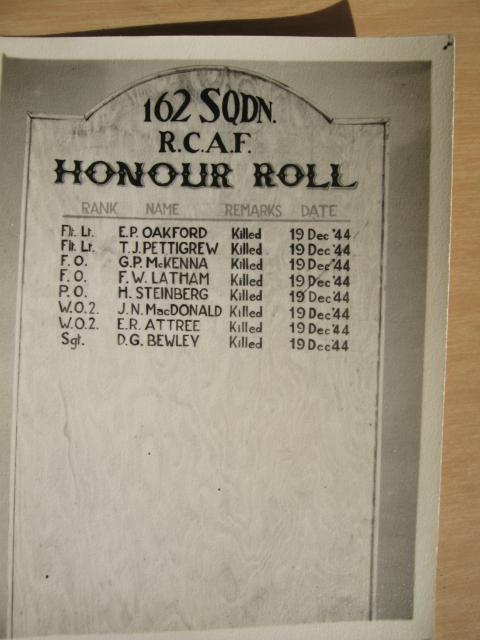 162 SQDN.
R.C.A.F.
HONOUR ROLL
RANK NAME REMARKS DATE
Flt. Lt. E.P. OAKFORD Killed 19 Dec '44
Flt. Lt. T.J. PETTIGREW Killed 19 Dec '44
F.O. G.P. McKENNA Killed 19 Dec '44
F.O. F.W. LATHAM Killed 19 Dec '44
P.O. H. STEINBERG Killed 19 Dec '44
W.O.2. J.N. MacDONALD Killed 19 Dec '44
W.O.2. E.R. ATTREE Killed 19 Dec '44
Sgt. D.G. BEWLEY Killed 19 Dec '44